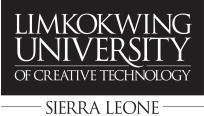 LIMKOKWING
UNIVERSITY
OF CREATIVE TECHNOLOGY
SIERRA LEONE